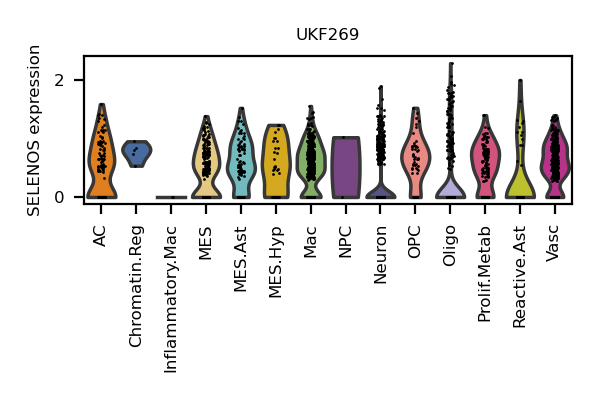 UKF269
SELENOS expression
2
0
AC
Chromatin.Reg
Inflammatory.Mac
MES
MES.Ast
MES.Hyp
Mac
NPC
Neuron
OPC
Oligo
Prolif.Metab
Reactive.Ast
Vasc